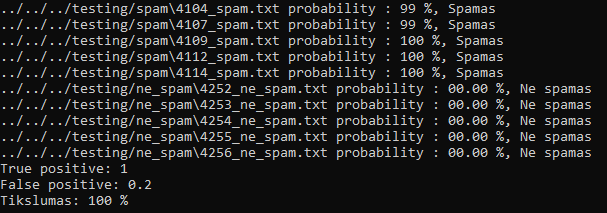 ../../../testing/spam\4104_spam.txt probability : 99 %, Spamas
../../../testing/spam\4107_spam.txt probability : 99 %, Spamas
../../../testing/spam\4109_spam.txt probability : 100 %, Spamas
../../../testing/spam\4112_spam.txt probability : 100 %, Spamas
../../../testing/spam\4114_spam.txt probability : 100 %, Spamas
../../../testing/ne_spam\4252_ne_spam.txt probability : 00.00 %, Ne spamas
../../../testing/ne_spam\4253_ne_spam.txt probability : 00.00 %, Ne spamas
../../../testing/ne_spam\4254_ne_spam.txt probability : 00.00 %, Ne spamas
../../../testing/ne_spam\4255_ne_spam.txt probability : 00.00 %, Ne spamas
../../../testing/ne_spam\4256_ne_spam.txt probability : 00.00 %, Ne spamas
True positive: 1
False positive: 0.2
Tikslumas: 100 %